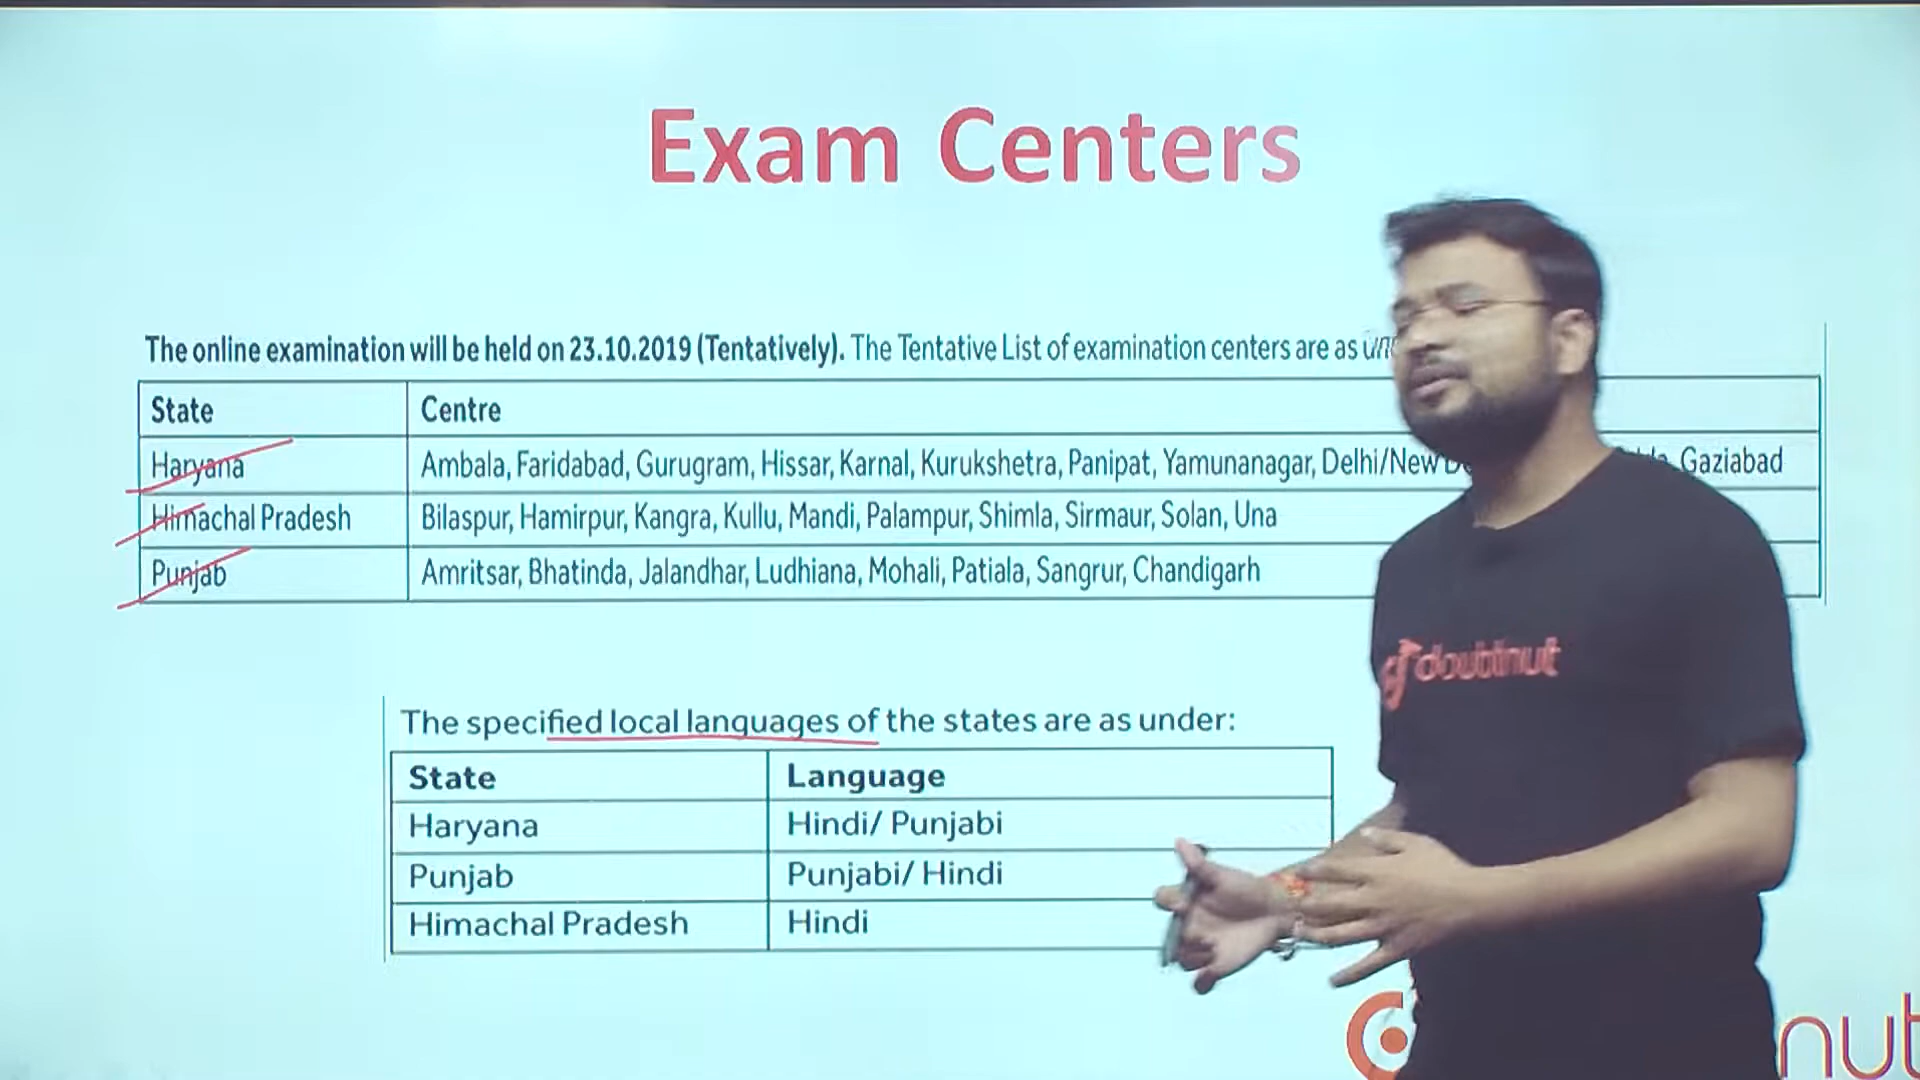 Exam Centers
The online examination will be held on 23.10.2019 (Tentatively). The Tentative List of examination centers are as
State Centre
Haryana Ambala, Faridabad, Gurugram, Hissar, Karnal, Kurukshetra, Panipat, Yamunanagar, Delhi/New Gaziabad
Himachal Pradesh Bilaspur, Hamirpur, Kangra, Kullu, Mandi, Palampur, Shimla, Sirmaur, Solan, Una
Punjab Amritsar, Bhatinda, Jalandhar, Ludhiana, Mohali, Patiala, Sangrur, Chandigarh
doubtnut
The specified local languages of the states are as under:
State Language
Haryana Hindi/ Punjabi
Punjab Punjabi/ Hindi
Himachal Pradesh Hindi
nut